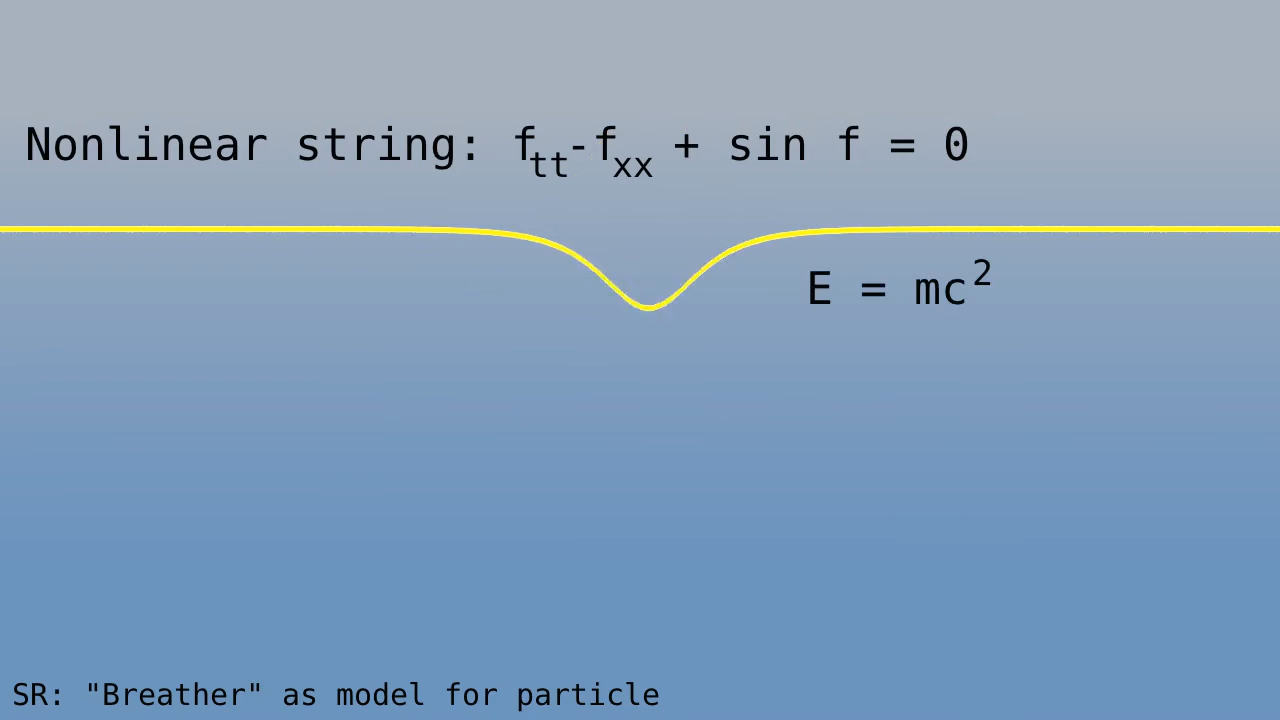 Nonlinear string: f_tt-f_xx + sin f = 0
E = mc²
SR: "Breather" as model for particle